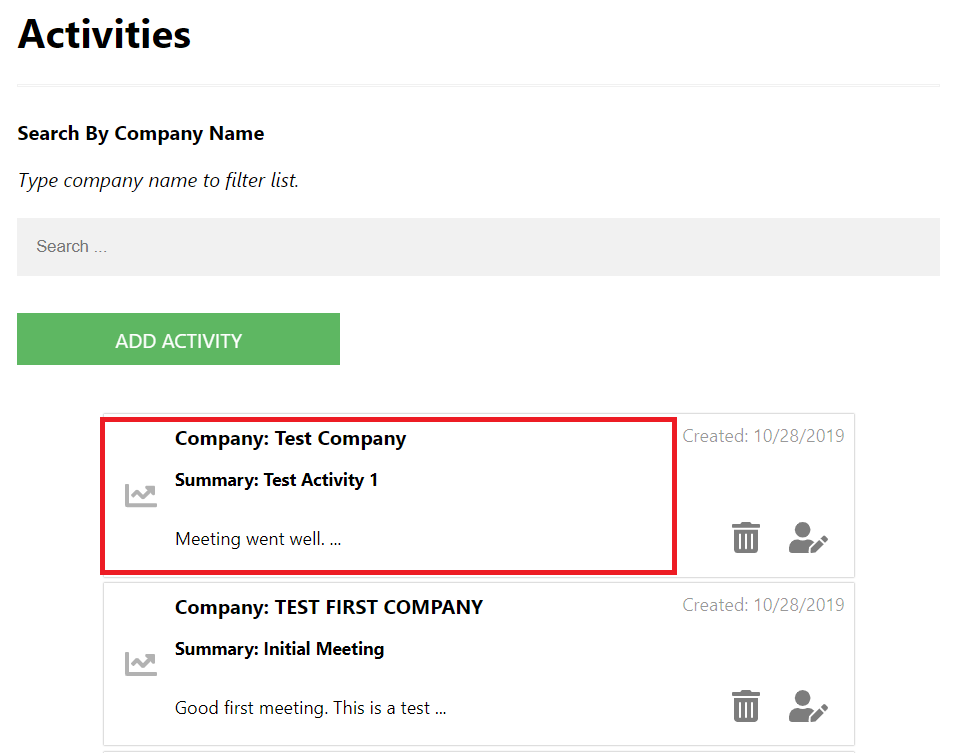 Activities
Search By Company Name
Type company name to filter list.
Search ...
ADD ACTIVITY
Company: Test Company
Created: 10/28/2019
Summary: Test Activity 1
Meeting went well. ...
Company: TEST FIRST COMPANY
Created: 10/28/2019
Summary: Initial Meeting
Good first meeting. This is a test ...